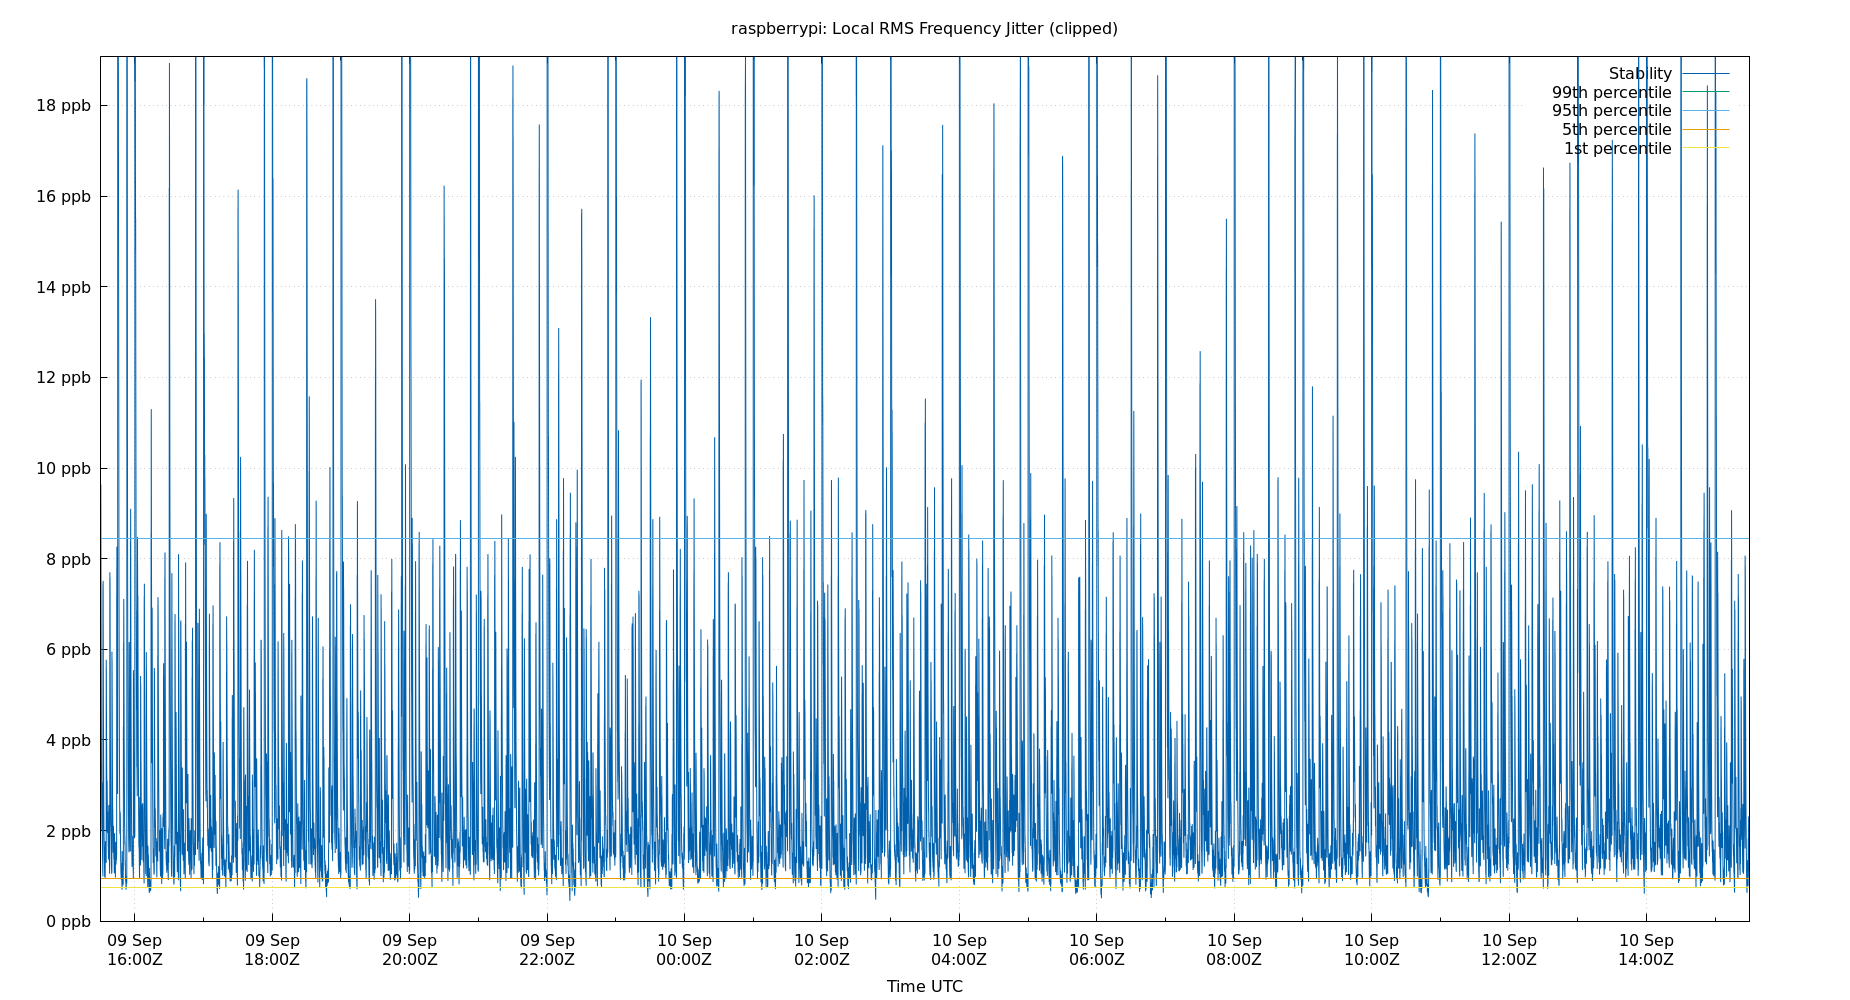 raspberrypi: Local RMS Frequency Jitter (clipped)
Stability
99th percentile
95th percentile
5th percentile
1st percentile
18 ppb
16 ppb
14 ppb
12 ppb
10 ppb
8 ppb
6 ppb
4 ppb
2 ppb
0 ppb
09 Sep 09 Sep 09 Sep 09 Sep 10 Sep 10 Sep 10 Sep 10 Sep 10 Sep 10 Sep 10 Sep 10 Sep
16:00Z 18:00Z 20:00Z 22:00Z 00:00Z 02:00Z 04:00Z 06:00Z 08:00Z 10:00Z 12:00Z 14:00Z
Time UTC